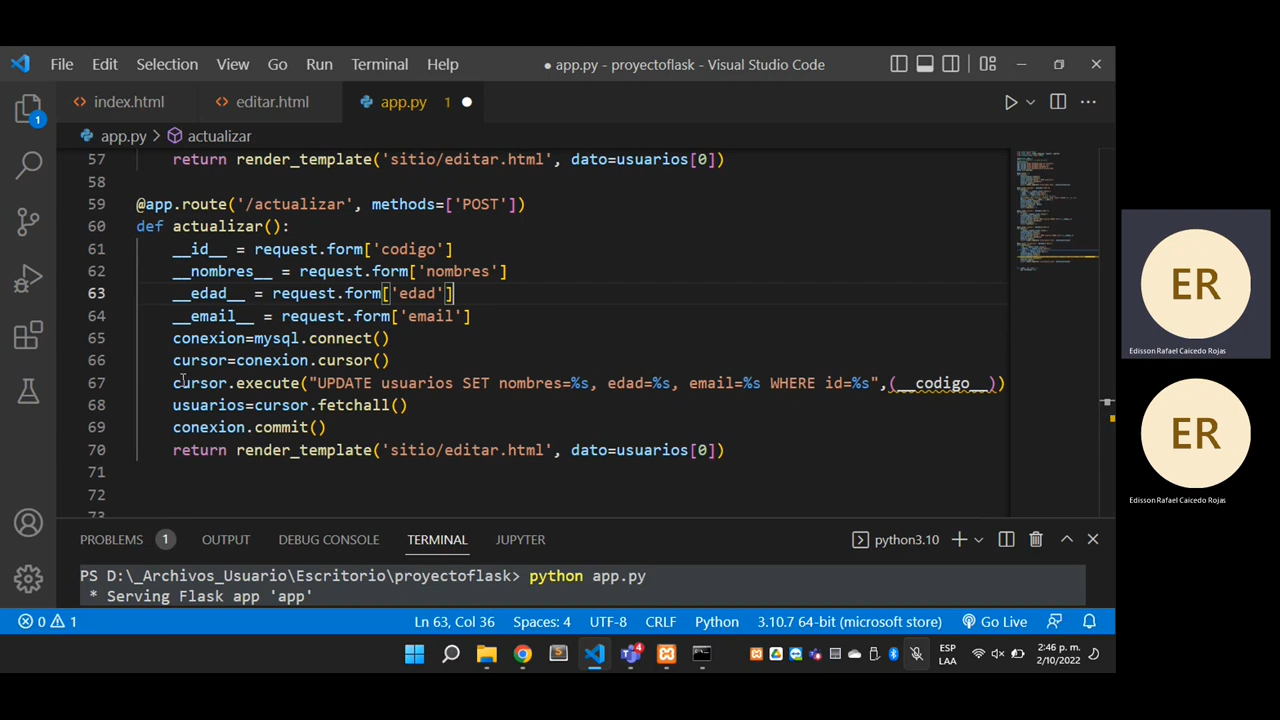 File Edit Selection View Go Run Terminal Help ● app.py - proyectoflask - Visual Studio Code
index.html editar.html app.py 1
app.py > actualizar
57 return render_template('sitio/editar.html', dato=usuarios[0])
58
59 @app.route('/actualizar', methods=['POST'])
60 def actualizar():
61 __id__ = request.form['codigo']
62 __nombres__ = request.form['nombres']
63 __edad__ = request.form['edad']
64 __email__ = request.form['email']
65 conexion=mysql.connect()
66 cursor=conexion.cursor()
67 cursor.execute("UPDATE usuarios SET nombres=%s, edad=%s, email=%s WHERE id=%s",(__codigo__))
68 usuarios=cursor.fetchall()
69 conexion.commit()
70 return render_template('sitio/editar.html', dato=usuarios[0])
71
72
73
1
PROBLEMS 1 OUTPUT DEBUG CONSOLE TERMINAL JUPYTER python3.10
PS D:\_Archivos_Usuario\Escritorio\proyectoflask> python app.py
* Serving Flask app 'app'
0 1 Ln 63, Col 36 Spaces: 4 UTF-8 CRLF Python 3.10.7 64-bit (microsoft store) Go Live
4 ESP LAA 2:46 p. m. 2/10/2022
ER
Edisson Rafael Caicedo Rojas
ER
Edisson Rafael Caicedo Rojas